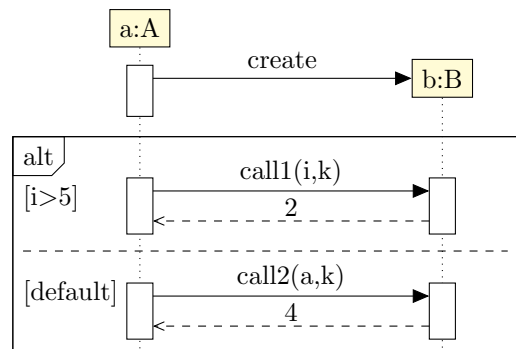 a:A
create
b:B
alt
[i>5]
call1(i,k)
2
[default]
call2(a,k)
4